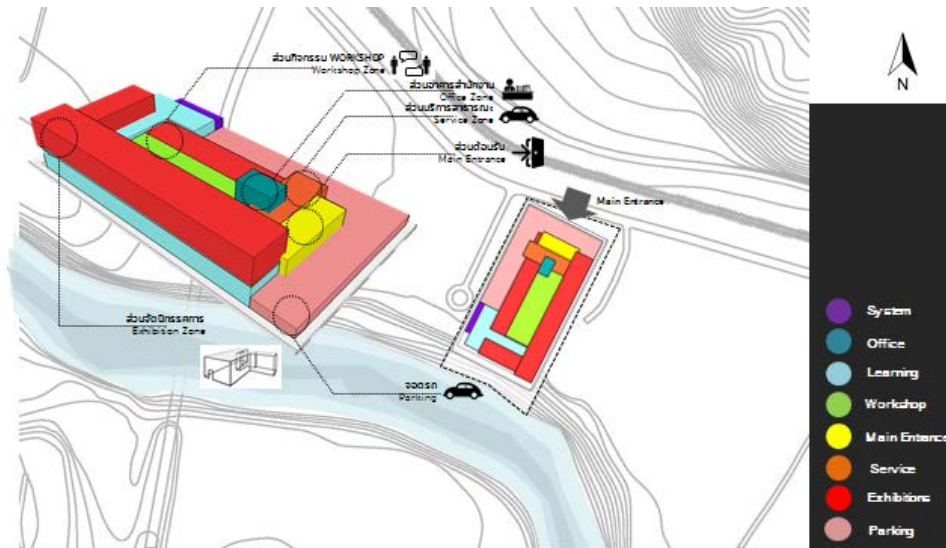 ส่วนกิจกรรม WORKSHOP
Workshop Zone
ส่วนอาคารสำนักงาน
Office Zone
ส่วนบริการสาธารณะ
Service Zone
ส่วนต้อนรับ
Main Entrance
Main Entrance
ส่วนจัดนิทรรศการ
Exhibition Zone
จอดรถ
Parking
N
System
Office
Learning
Workshop
Main Entrance
Service
Exhibitions
Parking